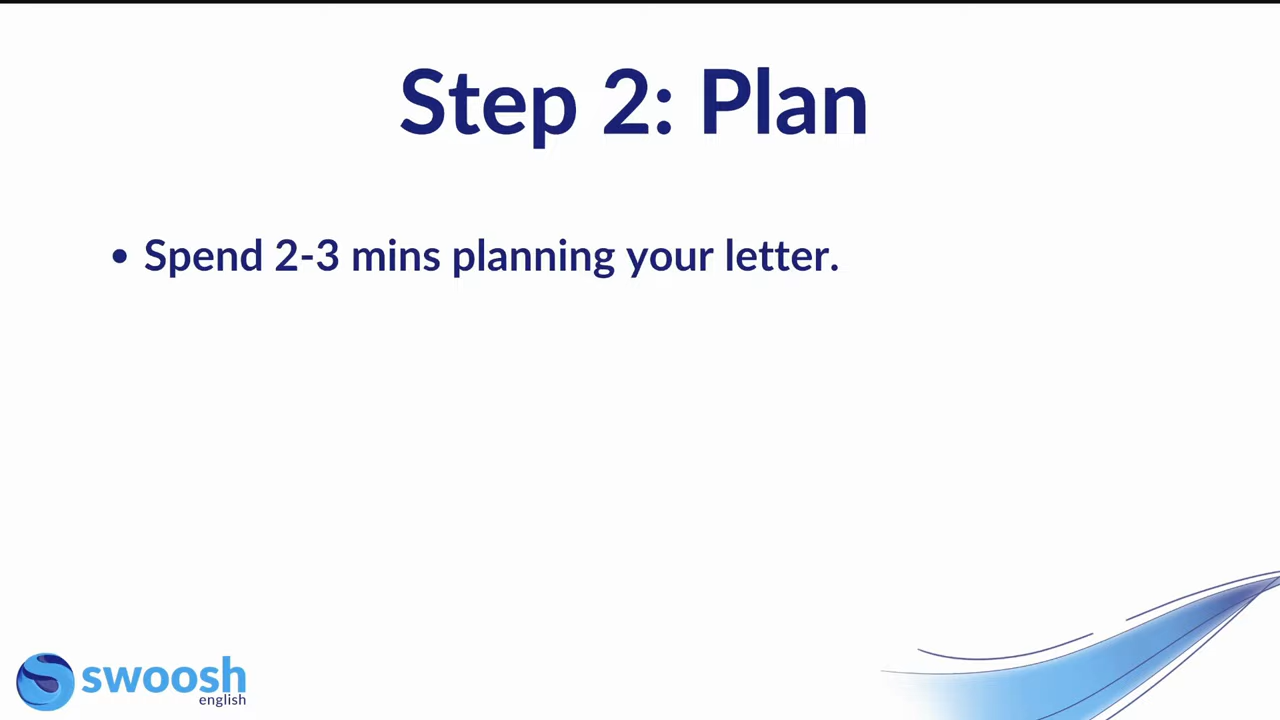 Step 2: Plan
• Spend 2-3 mins planning your letter.
swoosh
english